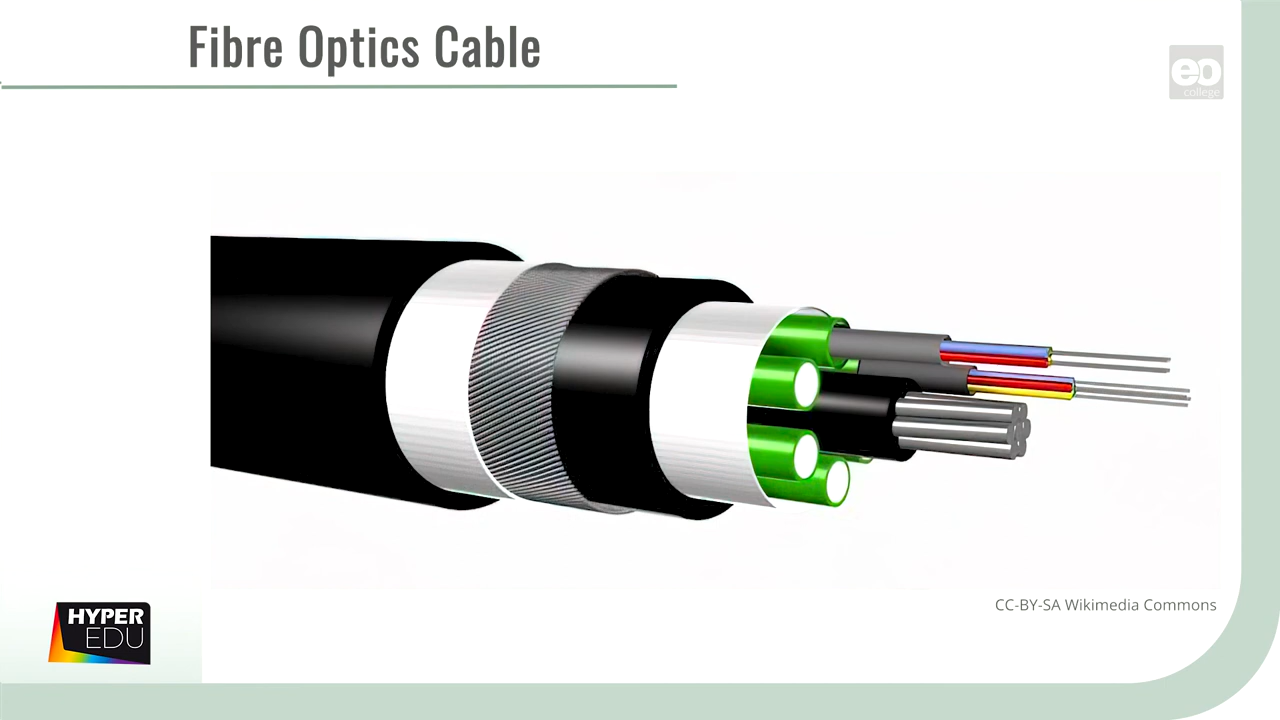 Fibre Optics Cable
eo
college
CC-BY-SA Wikimedia Commons
HYPER
EDU